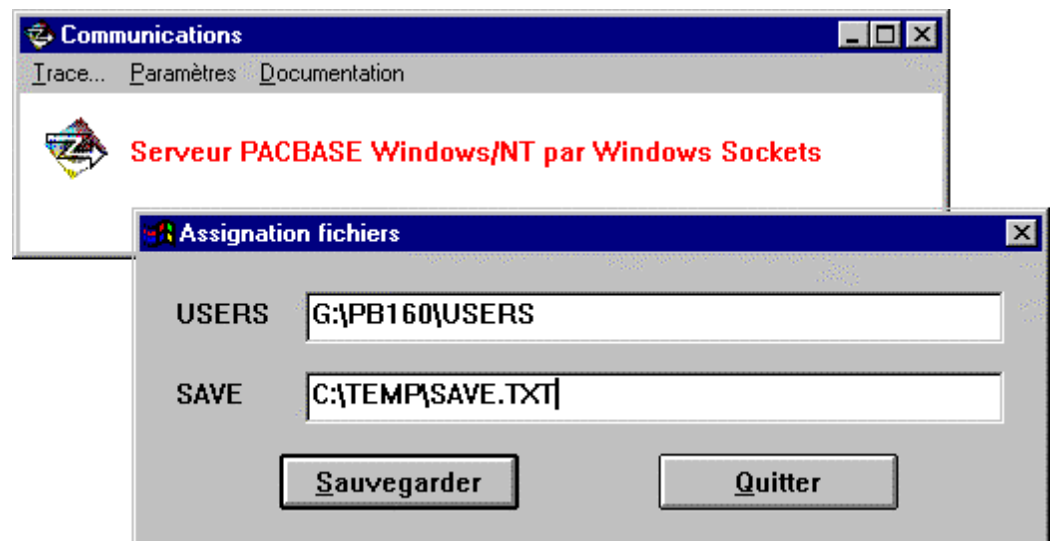 Communications
Trace... Paramètres Documentation
Serveur PACBASE Windows/NT par Windows Sockets
Assignation fichiers
USERS G:\PB160\USERS
SAVE C:\TEMP\SAVE.TXT
Sauvegarder Quitter